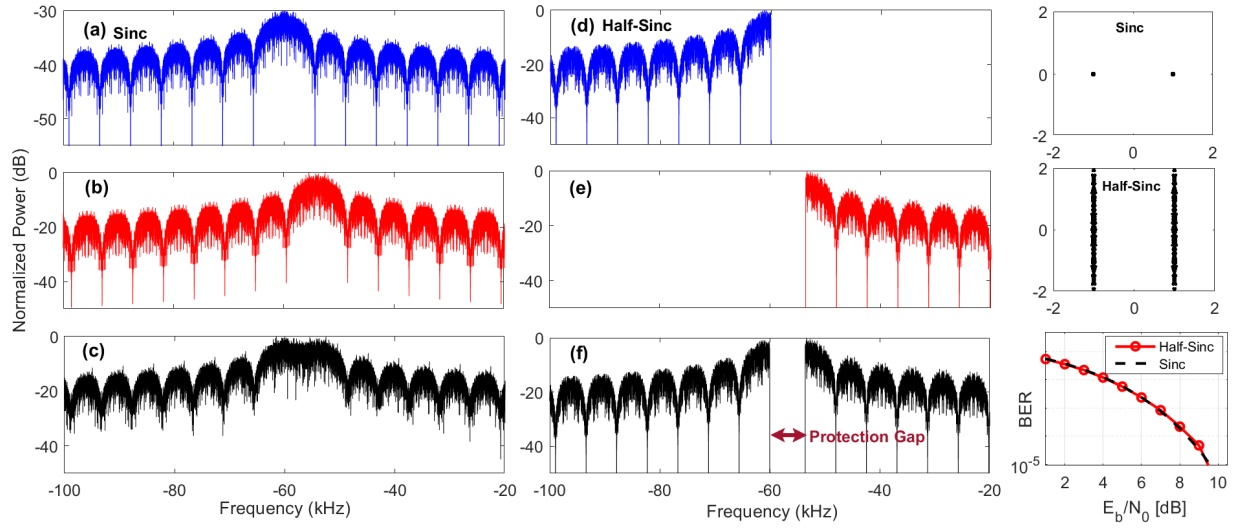 (a) Sinc
-30
-40
-50
(b)
0
-20
-40
(c)
0
-20
-40
-60
-100
-80
-60
-40
-20
Frequency (kHz)
Normalized Power (dB)
(d) Half-Sinc
0
-20
-40
(e)
0
-20
-40
(f)
0
-20
-40
Protection Gap
-100
-80
-60
-40
-20
Frequency (kHz)
Sinc
2
0
-2
-2
0
2
Half-Sinc
2
0
-2
-2
0
2
Half-Sinc
Sinc
BER
10-5
2
4
6
8
10
Eb/N0 [dB]